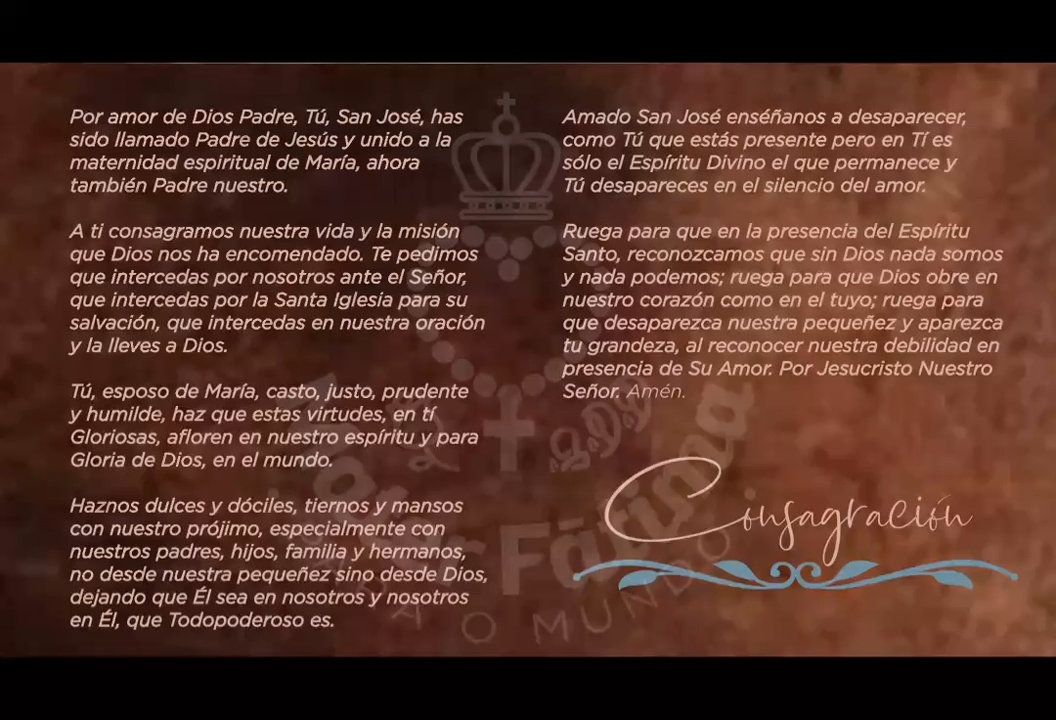 Por amor de Dios Padre, Tú, San José, has
sido llamado Padre de Jesús y unido a la
maternidad espiritual de María, ahora
también Padre nuestro.
A ti consagramos nuestra vida y la misión
que Dios nos ha encomendado. Te pedimos
que intercedas por nosotros ante el Señor,
que intercedas por la Santa Iglesia para su
salvación, que intercedas en nuestra oración
y la lleves a Dios.
Tú, esposo de María, casto, justo, prudente
y humilde, haz que estas virtudes, en tí
Gloriosas, afloren en nuestro espíritu y para
Gloria de Dios, en el mundo.
Haznos dulces y dóciles, tiernos y mansos
con nuestro prójimo, especialmente con
nuestros padres, hijos, familia y hermanos,
no desde nuestra pequeñez sino desde Dios,
dejando que Él sea en nosotros y nosotros
en Él, que Todopoderoso es.
Amado San José enséñanos a desaparecer,
como Tú que estás presente pero en Tí es
sólo el Espíritu Divino el que permanece y
Tú desapareces en el silencio del amor.
Ruega para que en la presencia del Espíritu
Santo, reconozcamos que sin Dios nada somos
y nada podemos; ruega para que Dios obre en
nuestro corazón como en el tuyo; ruega para
que desaparezca nuestra pequeñez y aparezca
tu grandeza, al reconocer nuestra debilidad en
presencia de Su Amor. Por Jesucristo Nuestro
Señor. Amén.
Consagración
Fátima
O MUNDO